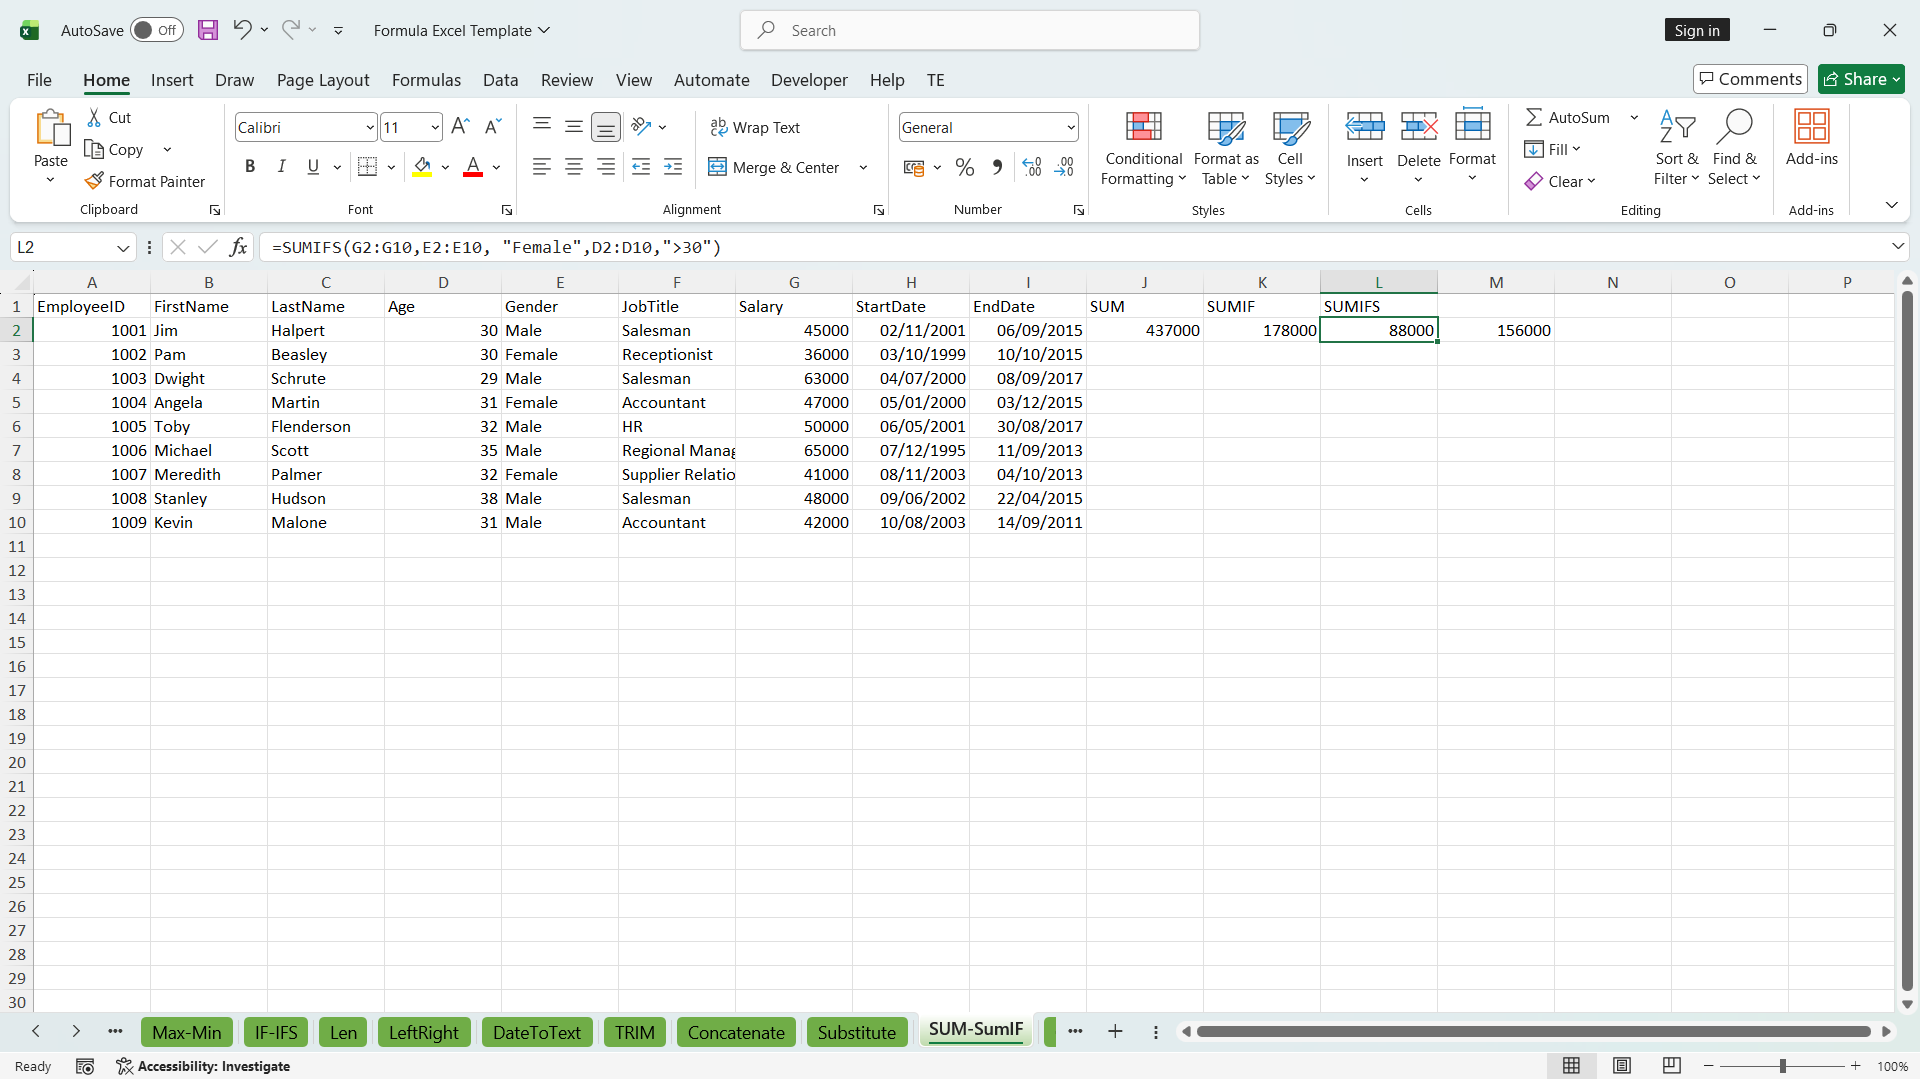 AutoSave Off Formula Excel Template Search Sign in
File Home Insert Draw Page Layout Formulas Data Review View Automate Developer Help TE Comments Share
Paste Cut Copy Format Painter Clipboard
Calibri 11 A A B I U A Font
ab Wrap Text Merge & Center Alignment
General % Number
Conditional Formatting Format as Table Cell Styles Styles
Insert Delete Format Cells
AutoSum Fill Clear Sort & Filter Find & Select Editing
Add-ins Add-ins
L2 fx =SUMIFS(G2:G10,E2:E10, "Female",D2:D10,">30")
A B C D E F G H I J K L M N O P
1 EmployeeID FirstName LastName Age Gender JobTitle Salary StartDate EndDate SUM SUMIF SUMIFS
2 1001 Jim Halpert 30 Male Salesman 45000 02/11/2001 06/09/2015 437000 178000 88000 156000
3 1002 Pam Beasley 30 Female Receptionist 36000 03/10/1999 10/10/2015
4 1003 Dwight Schrute 29 Male Salesman 63000 04/07/2000 08/09/2017
5 1004 Angela Martin 31 Female Accountant 47000 05/01/2000 03/12/2015
6 1005 Toby Flenderson 32 Male HR 50000 06/05/2001 30/08/2017
7 1006 Michael Scott 35 Male Regional Manag 65000 07/12/1995 11/09/2013
8 1007 Meredith Palmer 32 Female Supplier Relatio 41000 08/11/2003 04/10/2013
9 1008 Stanley Hudson 38 Male Salesman 48000 09/06/2002 22/04/2015
10 1009 Kevin Malone 31 Male Accountant 42000 10/08/2003 14/09/2011
11
12
13
14
15
16
17
18
19
20
21
22
23
24
25
26
27
28
29
30
Max-Min IF-IFS Len LeftRight DateToText TRIM Concatenate Substitute SUM-SumIF
Ready Accessibility: Investigate 100%